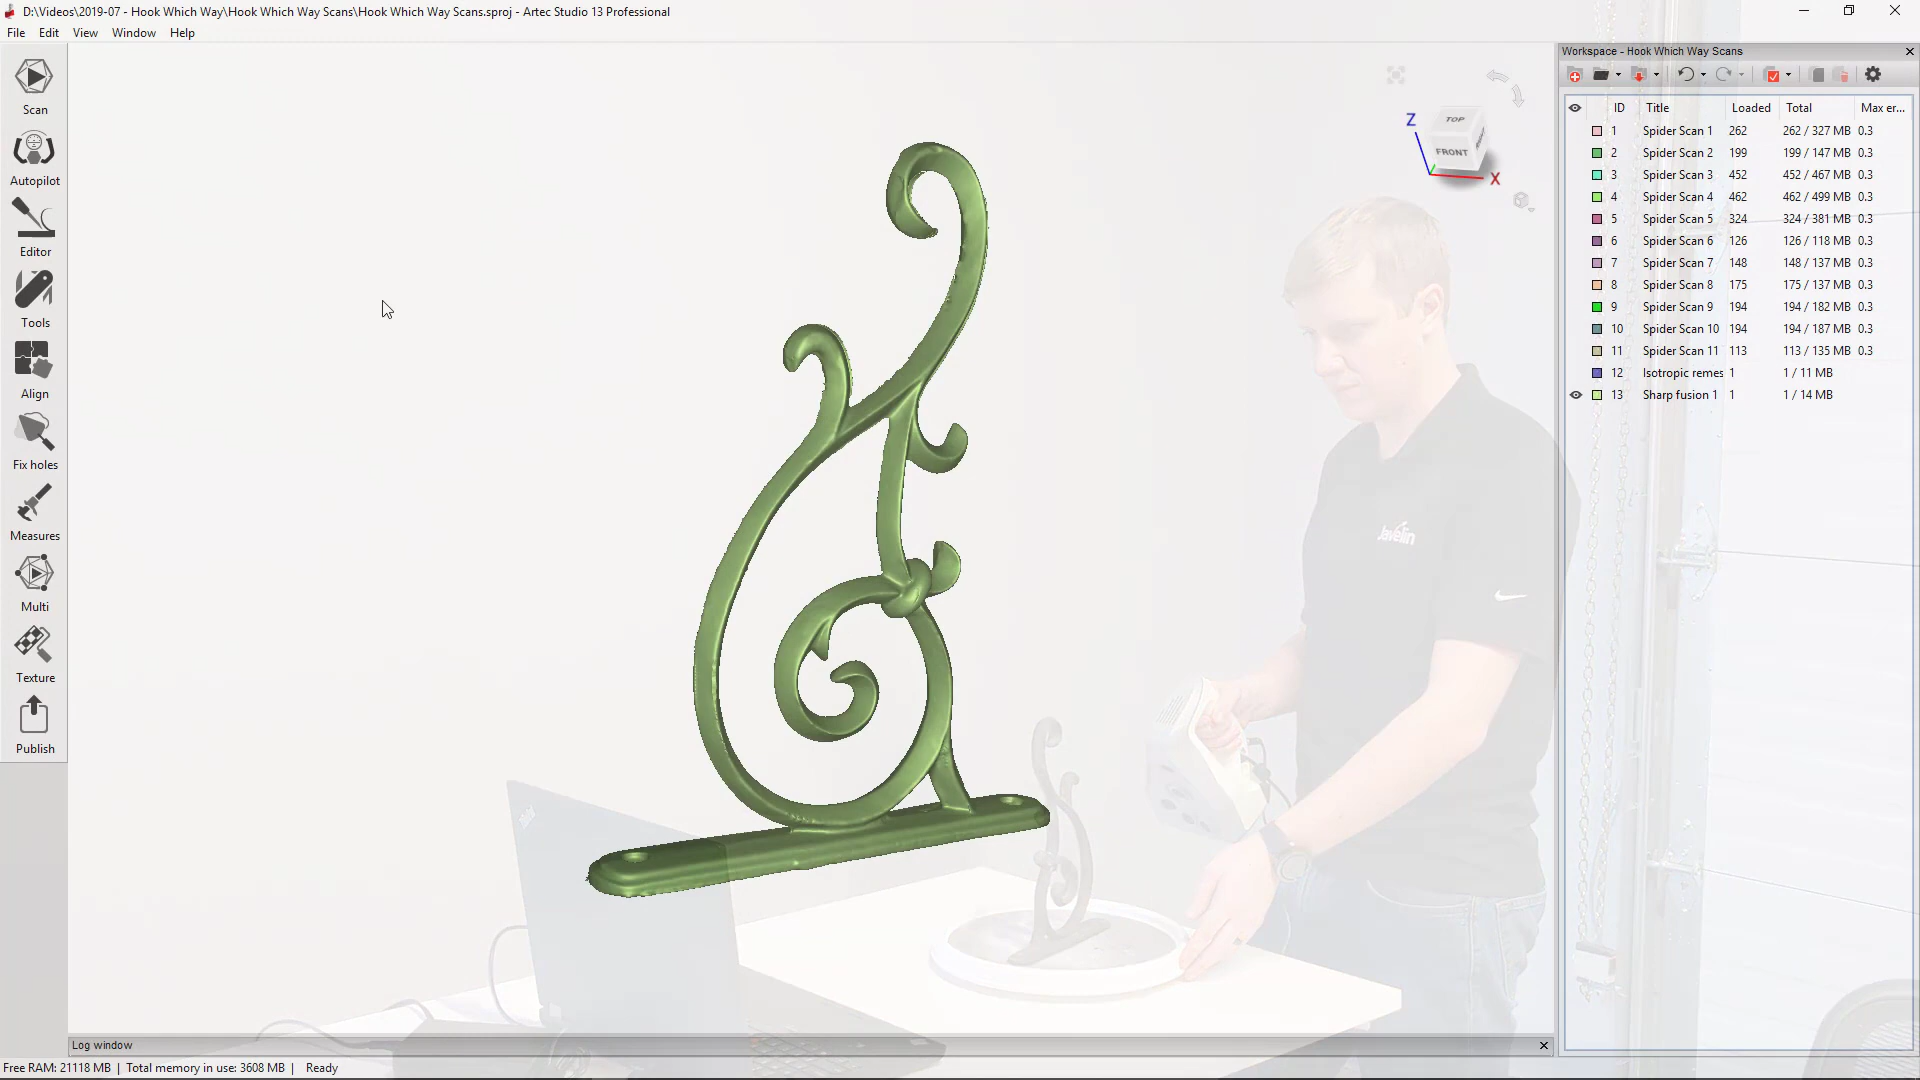 D:\Videos\2019-07 - Hook Which Way\Hook Which Way Scans\Hook Which Way Scans.sproj - Artec Studio 13 Professional
File Edit View Window Help
Scan
Autopilot
Editor
Tools
Align
Fix holes
Measures
Multi
Texture
Publish
TOP
FRONT
Z
X
Javelin
Workspace - Hook Which Way Scans
ID Title Loaded Total Max er...
1 Spider Scan 1 262 262 / 327 MB 0.3
2 Spider Scan 2 199 199 / 147 MB 0.3
3 Spider Scan 3 452 452 / 467 MB 0.3
4 Spider Scan 4 462 462 / 499 MB 0.3
5 Spider Scan 5 324 324 / 381 MB 0.3
6 Spider Scan 6 126 126 / 118 MB 0.3
7 Spider Scan 7 148 148 / 137 MB 0.3
8 Spider Scan 8 175 175 / 137 MB 0.3
9 Spider Scan 9 194 194 / 182 MB 0.3
10 Spider Scan 10 194 194 / 187 MB 0.3
11 Spider Scan 11 113 113 / 135 MB 0.3
12 Isotropic remes 1 1 / 11 MB
13 Sharp fusion 1 1 1 / 14 MB
Log window
Free RAM: 21118 MB | Total memory in use: 3608 MB | Ready